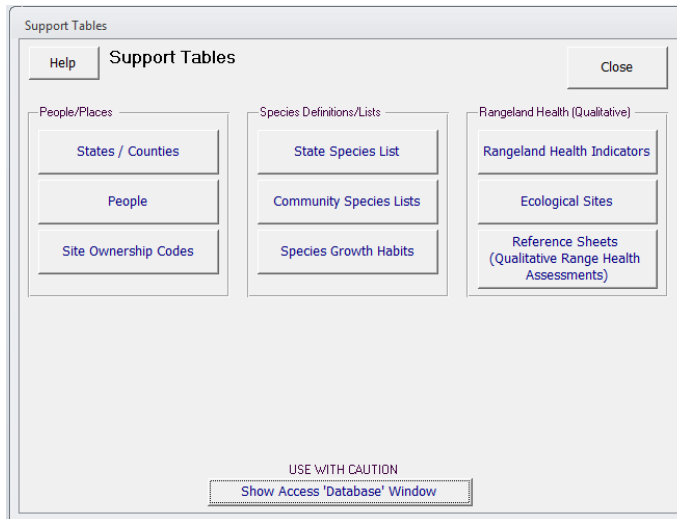 Support Tables
Help
Support Tables
Close
People/Places
States / Counties
People
Site Ownership Codes
Species Definitions/Lists
State Species List
Community Species Lists
Species Growth Habits
Rangeland Health (Qualitative)
Rangeland Health Indicators
Ecological Sites
Reference Sheets
(Qualitative Range Health
Assessments)
USE WITH CAUTION
Show Access 'Database' Window